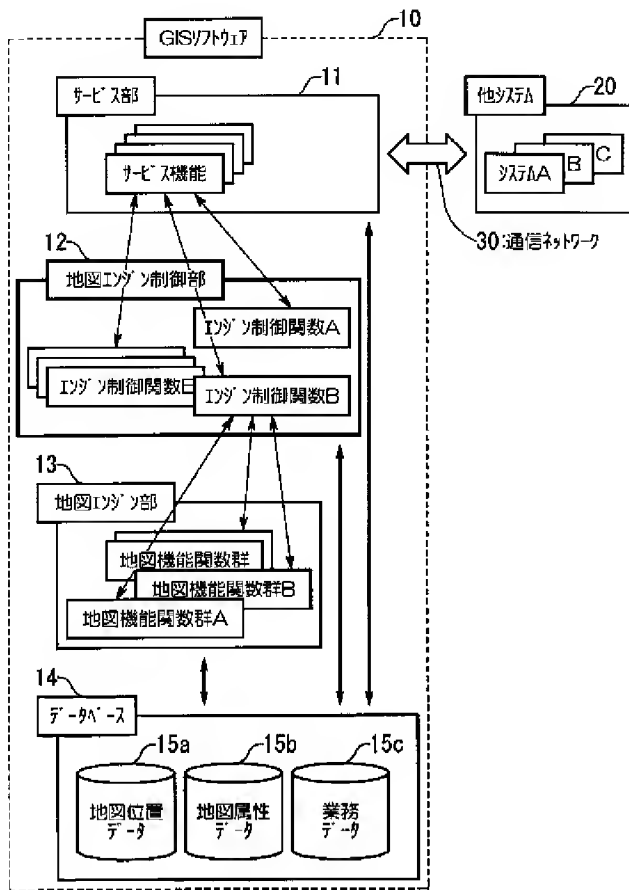 10
GISソフトウェア
11
サービス部
サービス機能
他システム
20
システムA
B
C
30:通信ネットワーク
12
地図エンジン制御部
エンジン制御関数A
エンジン制御関数E
エンジン制御関数B
13
地図エンジン部
地図機能関数群
地図機能関数群B
地図機能関数群A
14
データベース
15a
15b
15c
地図位置
データ
地図属性
データ
業務
データ